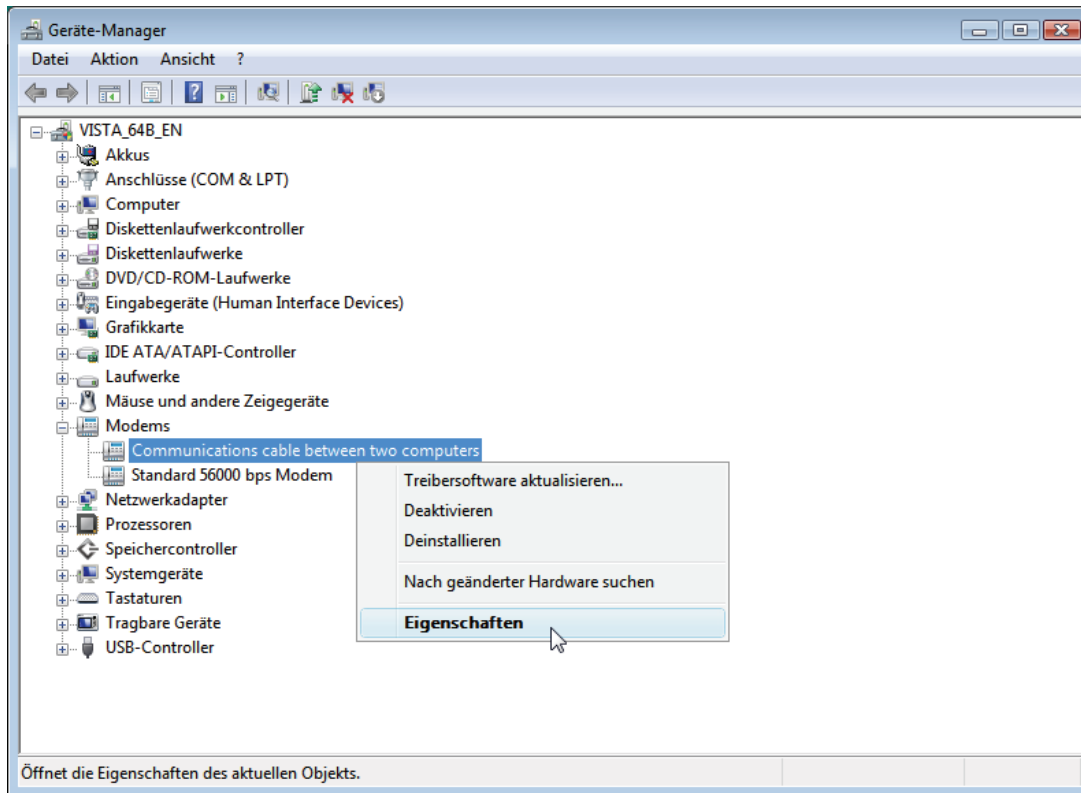 Geräte-Manager
Datei Aktion Ansicht ?
VISTA_64B_EN
Akkus
Anschlüsse (COM & LPT)
Computer
Diskettenlaufwerkcontroller
Diskettenlaufwerke
DVD/CD-ROM-Laufwerke
Eingabegeräte (Human Interface Devices)
Grafikkarte
IDE ATA/ATAPI-Controller
Laufwerke
Mäuse und andere Zeigegeräte
Modems
Communications cable between two computers
Standard 56000 bps Modem
Netzwerkadapter
Prozessoren
Speichercontroller
Systemgeräte
Tastaturen
Tragbare Geräte
USB-Controller
Treibersoftware aktualisieren...
Deaktivieren
Deinstallieren
Nach geänderter Hardware suchen
Eigenschaften
Öffnet die Eigenschaften des aktuellen Objekts.